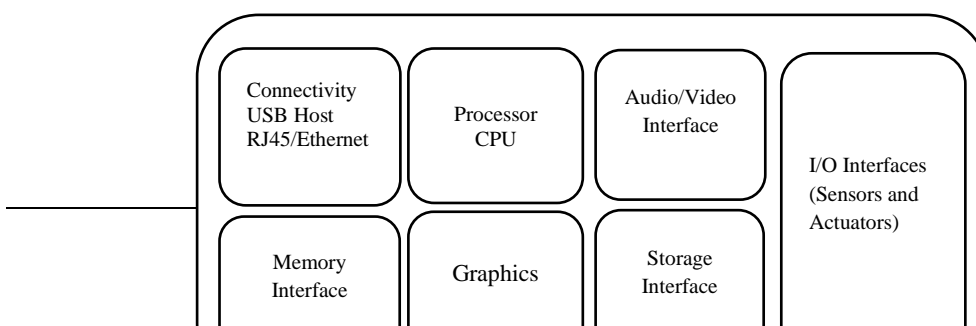 Connectivity
USB Host
RJ45/Ethernet
Processor
CPU
Audio/Video
Interface
I/O Interfaces
(Sensors and
Actuators)
Memory
Interface
Graphics
Storage
Interface